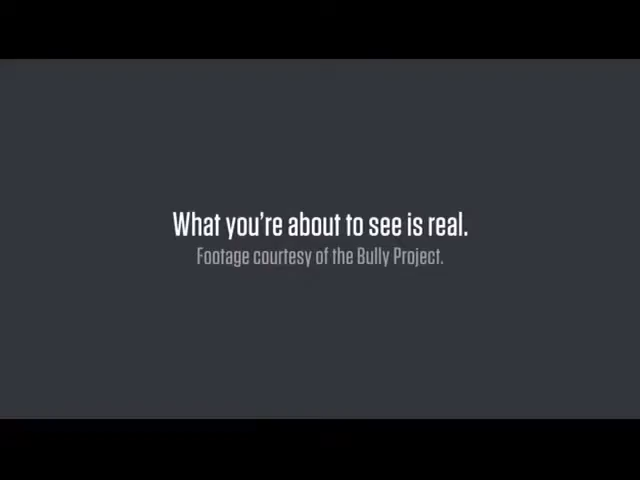 What you're about to see is real.
Footage courtesy of the Bully Project.